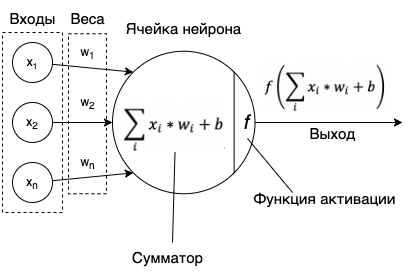 Входы
Веса
Ячейка нейрона
x₁
w₁
x₂
w₂
xₙ
wₙ
∑ᵢ xᵢ * wᵢ + b
f
f(∑ᵢ xᵢ * wᵢ + b)
Выход
Функция активации
Сумматор